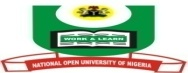 WORK & LEARN
NATIONAL OPEN UNIVERSITY OF NIGERIA